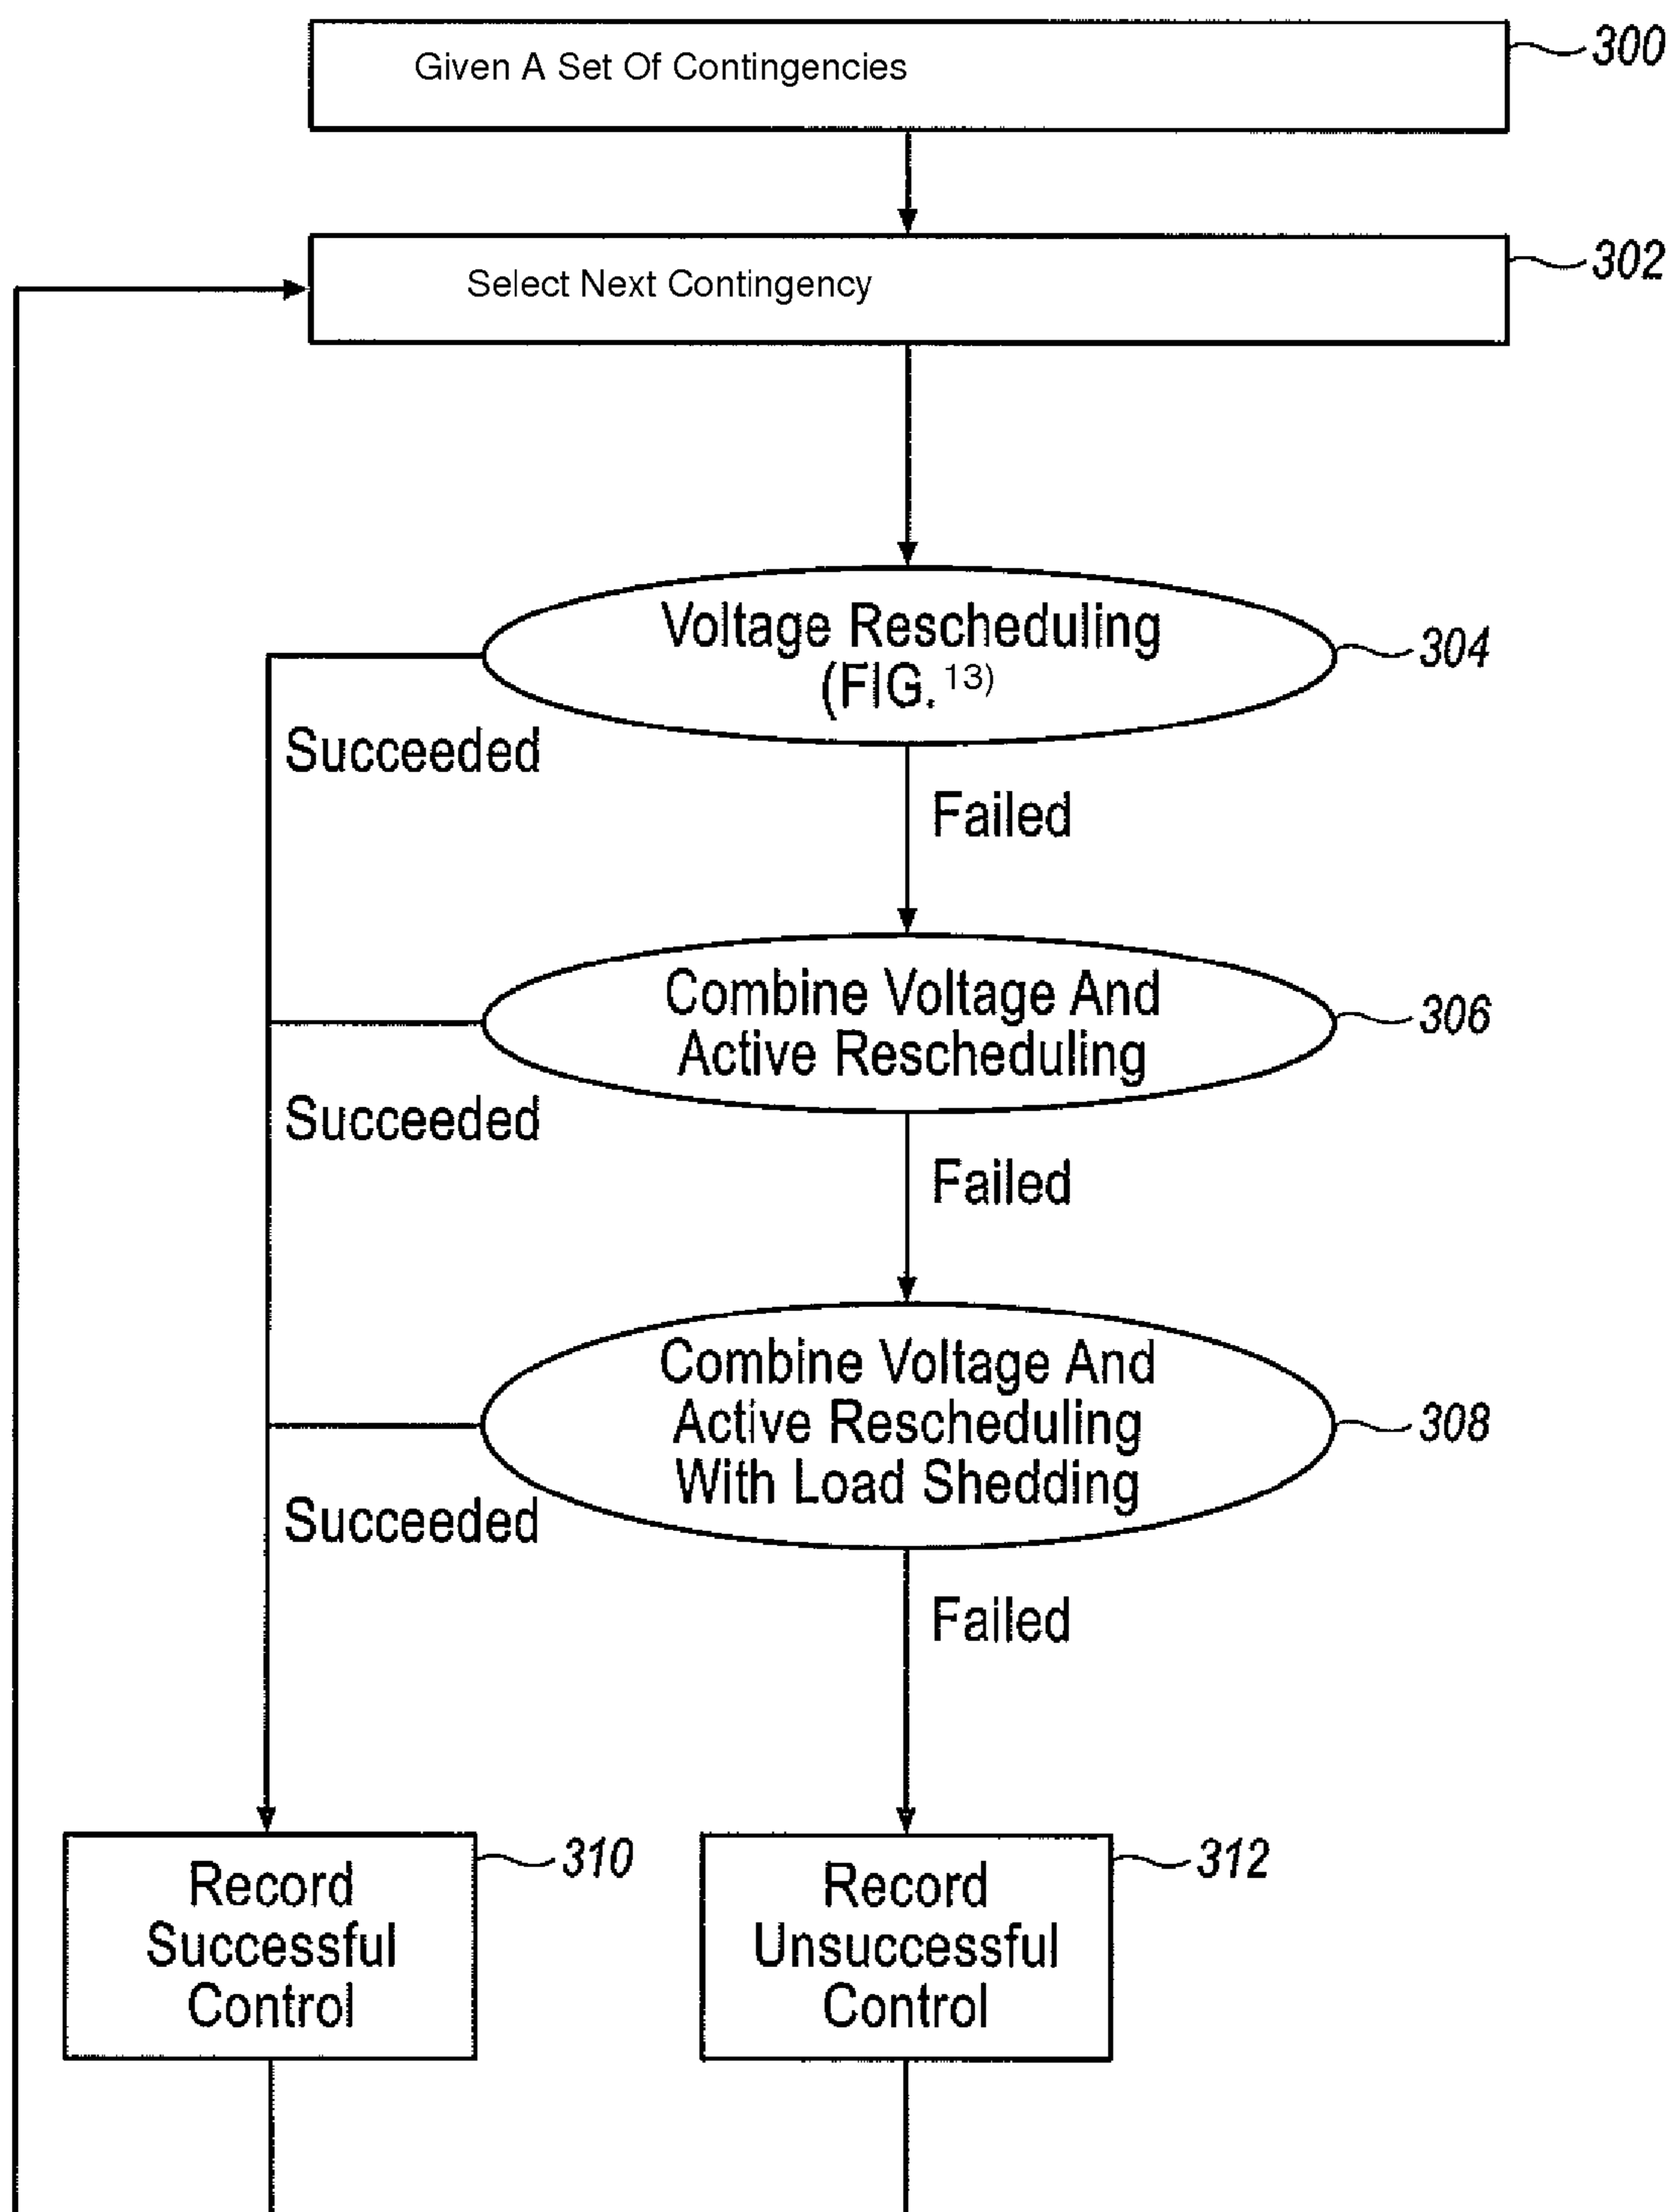 Given A Set Of Contingencies
300
Select Next Contingency
302
Voltage Rescheduling
(FIG. 13)
304
Succeeded
Failed
Combine Voltage And
Active Rescheduling
306
Succeeded
Failed
Combine Voltage And
Active Rescheduling
With Load Shedding
308
Succeeded
Failed
Record
Successful
Control
310
Record
Unsuccessful
Control
312